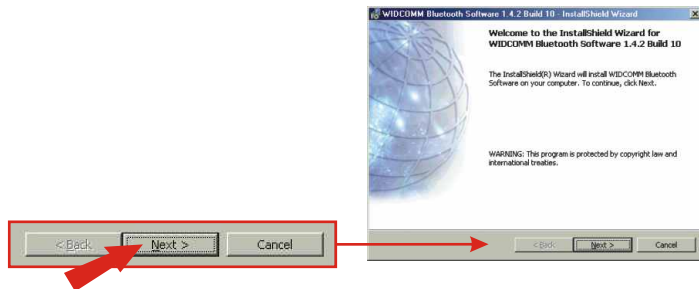 WIDCOMM Bluetooth Software 1.4.2 Build 10 - InstallShield Wizard
Welcome to the InstallShield Wizard for
WIDCOMM Bluetooth Software 1.4.2 Build 10
The InstallShield(R) Wizard will install WIDCOMM Bluetooth
Software on your computer. To continue, click Next.
WARNING: This program is protected by copyright law and
international treaties.
< Back Next > Cancel
< Back Next > Cancel